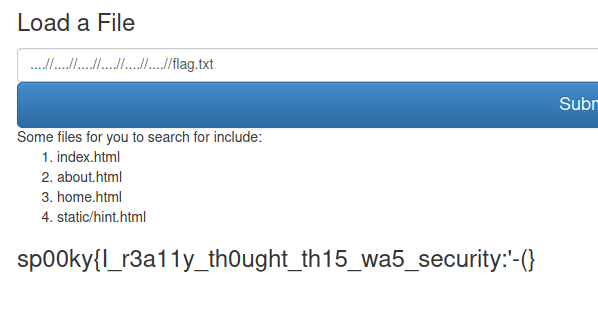 Load a File
....//....//....//....//....//....//flag.txt
Subm
Some files for you to search for include:
1. index.html
2. about.html
3. home.html
4. static/hint.html
sp00ky{I_r3a11y_th0ught_th15_wa5_security:'-(}